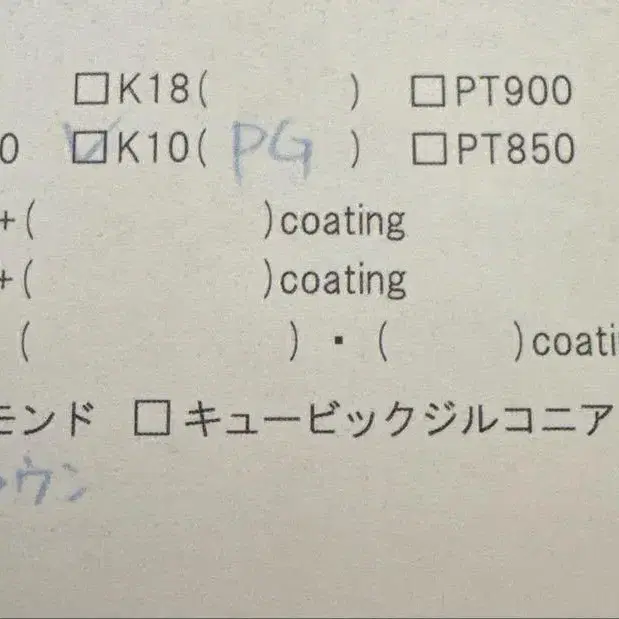 □K18( ) □PT900
0 ☑K10( PG ) □PT850
+( )coating
+( )coating
( )・( )coati
モンド □キュービックジルコニア
ウン